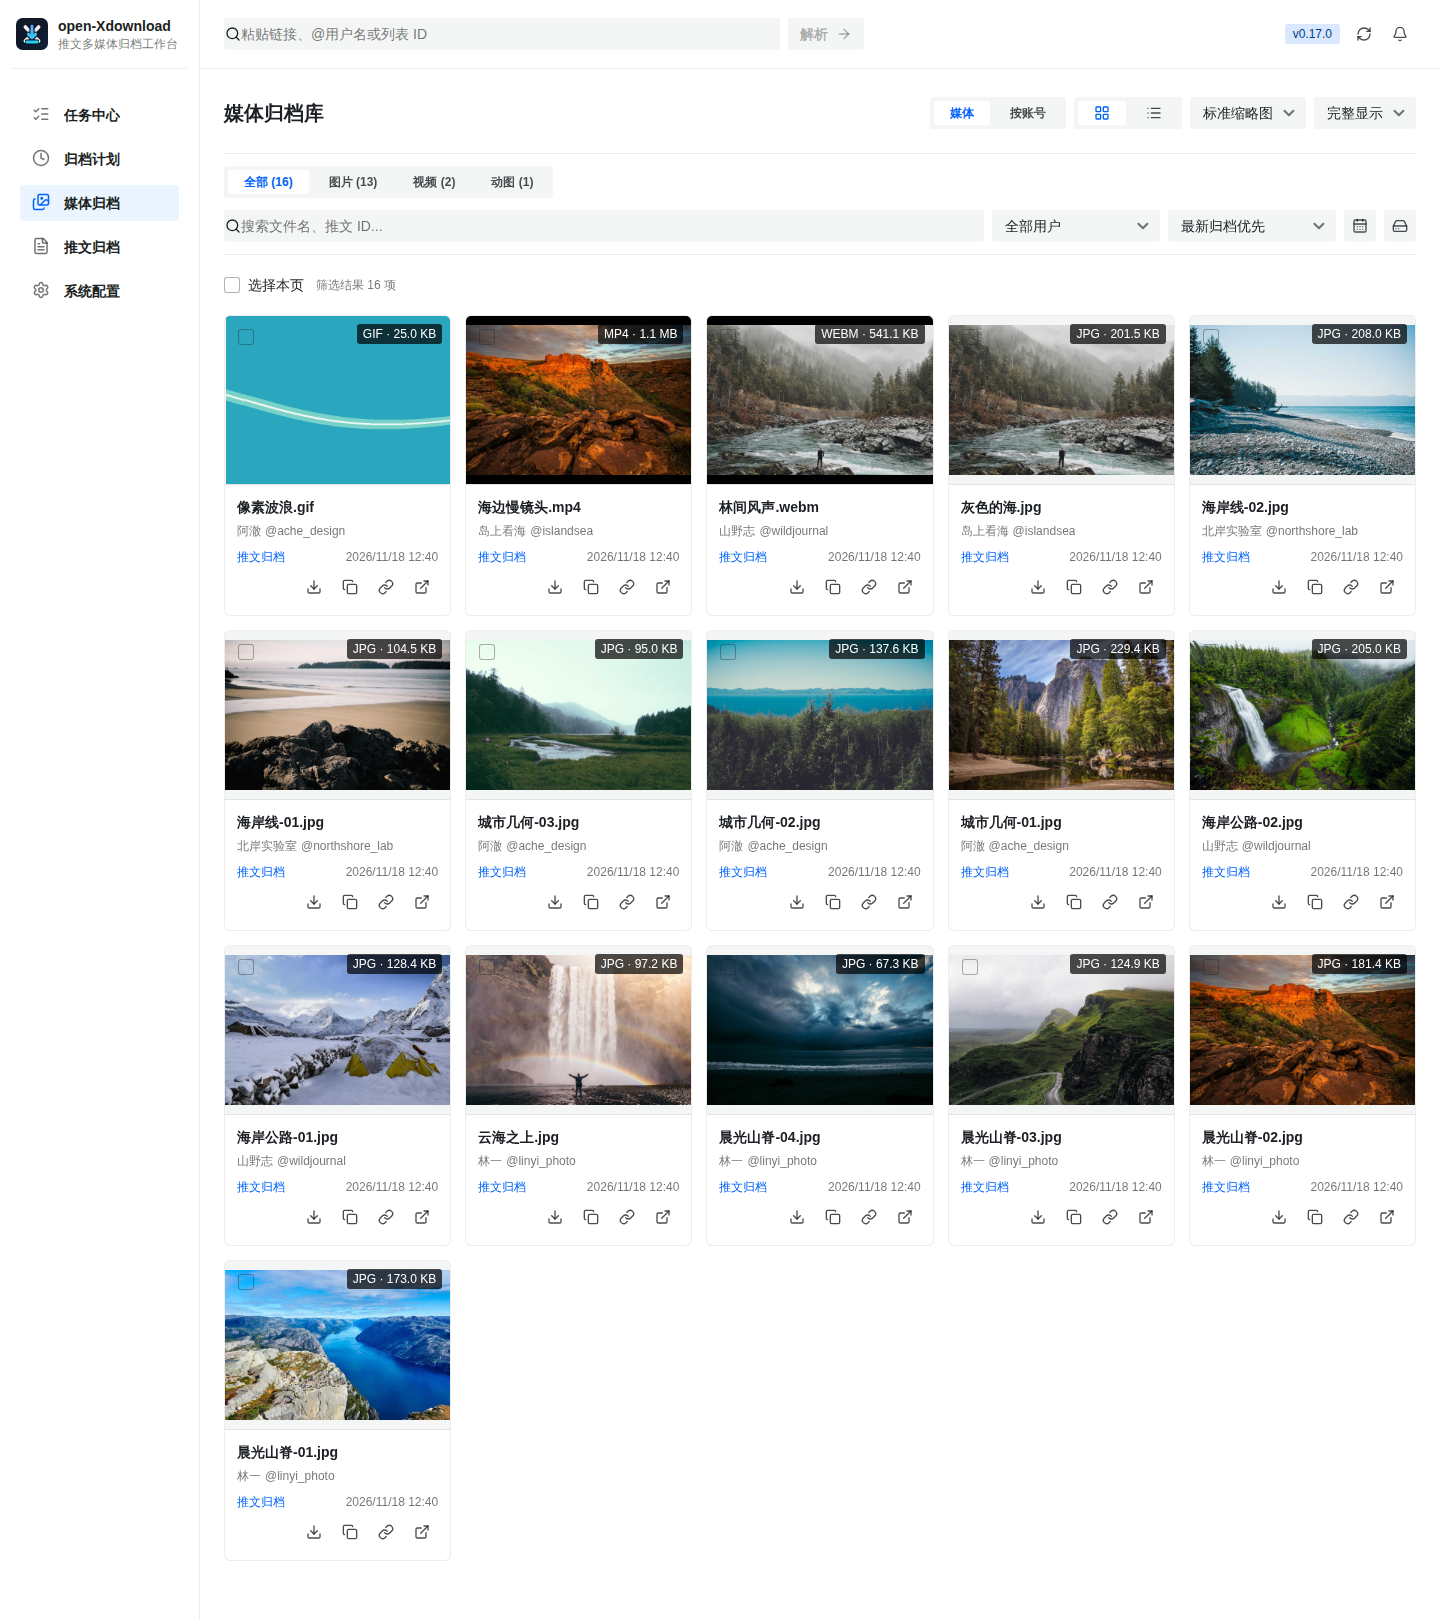 open-Xdownload
推文多媒体归档工作台
粘贴链接、@用户名或列表 ID
解析
v0.17.0
任务中心
归档计划
媒体归档
推文归档
系统配置
媒体归档库
媒体
按账号
标准缩略图
完整显示
全部 (16)
图片 (13)
视频 (2)
动图 (1)
搜索文件名、推文 ID...
全部用户
最新归档优先
选择本页
筛选结果 16 项
GIF · 25.0 KB
像素波浪.gif
阿澈 @ache_design
推文归档 2026/11/18 12:40
MP4 · 1.1 MB
海边慢镜头.mp4
岛上看海 @islandsea
推文归档 2026/11/18 12:40
WEBM · 541.1 KB
林间风声.webm
山野志 @wildjournal
推文归档 2026/11/18 12:40
JPG · 201.5 KB
灰色的海.jpg
岛上看海 @islandsea
推文归档 2026/11/18 12:40
JPG · 208.0 KB
海岸线-02.jpg
北岸实验室 @northshore_lab
推文归档 2026/11/18 12:40
JPG · 104.5 KB
海岸线-01.jpg
北岸实验室 @northshore_lab
推文归档 2026/11/18 12:40
JPG · 95.0 KB
城市几何-03.jpg
阿澈 @ache_design
推文归档 2026/11/18 12:40
JPG · 137.6 KB
城市几何-02.jpg
阿澈 @ache_design
推文归档 2026/11/18 12:40
JPG · 229.4 KB
城市几何-01.jpg
阿澈 @ache_design
推文归档 2026/11/18 12:40
JPG · 205.0 KB
海岸公路-02.jpg
山野志 @wildjournal
推文归档 2026/11/18 12:40
JPG · 128.4 KB
海岸公路-01.jpg
山野志 @wildjournal
推文归档 2026/11/18 12:40
JPG · 97.2 KB
云海之上.jpg
林一 @linyi_photo
推文归档 2026/11/18 12:40
JPG · 67.3 KB
晨光山脊-04.jpg
林一 @linyi_photo
推文归档 2026/11/18 12:40
JPG · 124.9 KB
晨光山脊-03.jpg
林一 @linyi_photo
推文归档 2026/11/18 12:40
JPG · 181.4 KB
晨光山脊-02.jpg
林一 @linyi_photo
推文归档 2026/11/18 12:40
JPG · 173.0 KB
晨光山脊-01.jpg
林一 @linyi_photo
推文归档 2026/11/18 12:40